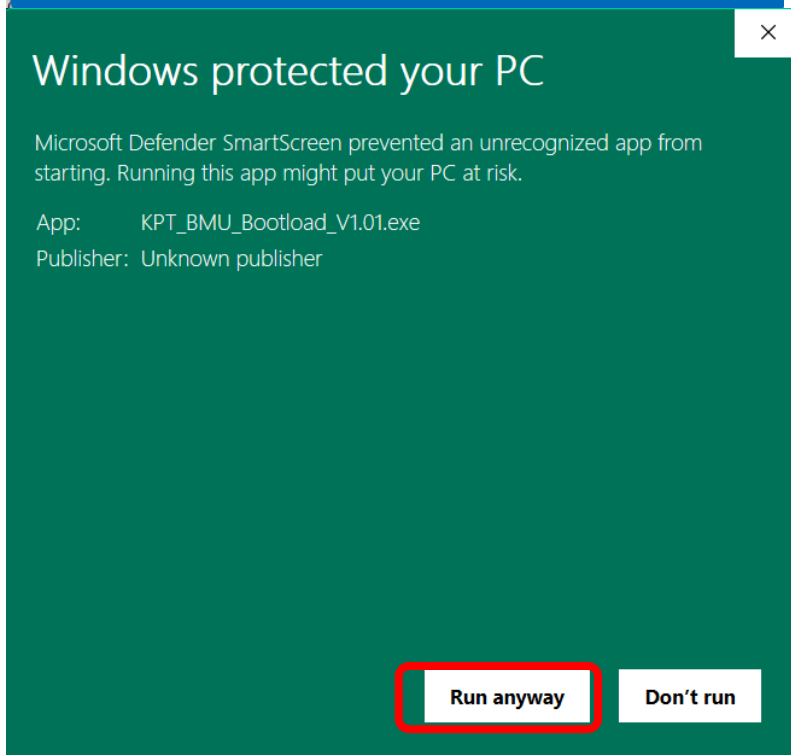 Windows protected your PC
Microsoft Defender SmartScreen prevented an unrecognized app from
starting. Running this app might put your PC at risk.
App: KPT_BMU_Bootload_V1.01.exe
Publisher: Unknown publisher
Run anyway Don't run